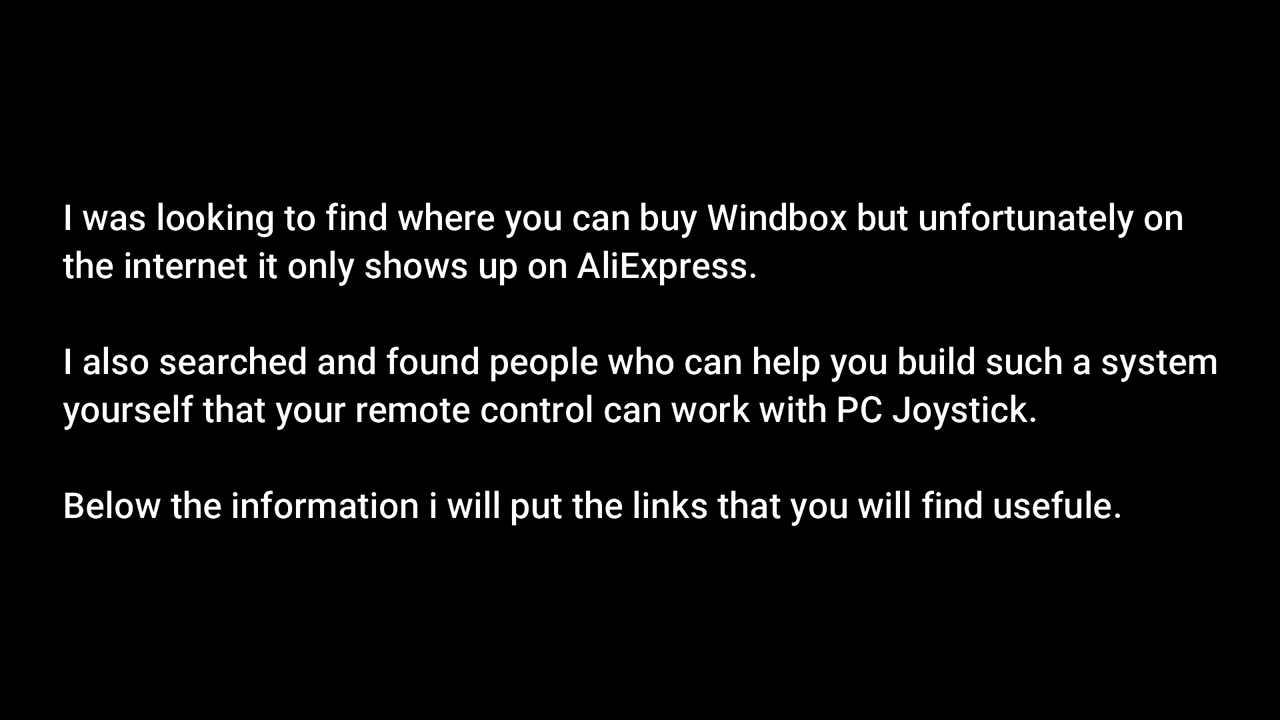 I was looking to find where you can buy Windbox but unfortunately on
the internet it only shows up on AliExpress.
I also searched and found people who can help you build such a system
yourself that your remote control can work with PC Joystick.
Below the information i will put the links that you will find usefule.